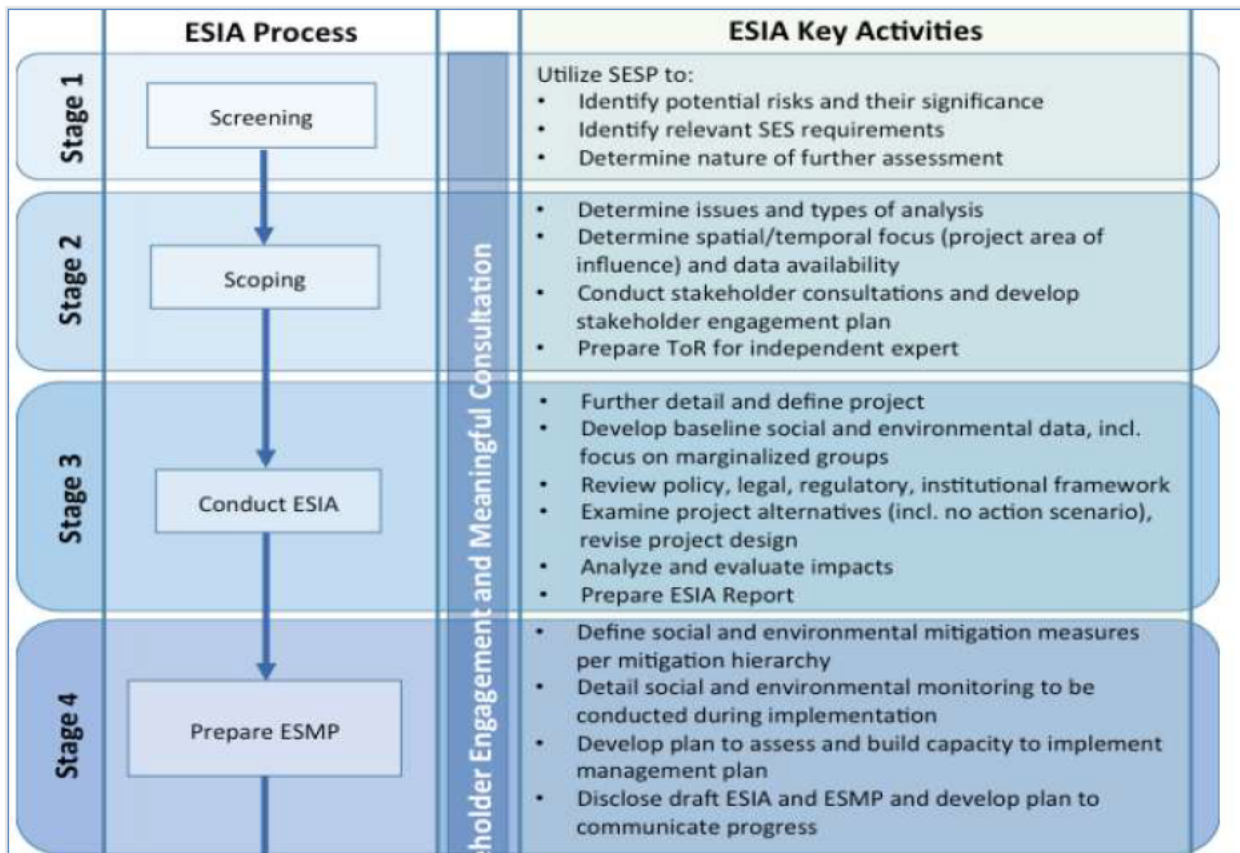 ESIA Process
ESIA Key Activities
Stage 1
Screening
Utilize SESP to:
• Identify potential risks and their significance
• Identify relevant SES requirements
• Determine nature of further assessment
Stage 2
Scoping
• Determine issues and types of analysis
• Determine spatial/temporal focus (project area of
influence) and data availability
• Conduct stakeholder consultations and develop
stakeholder engagement plan
• Prepare ToR for independent expert
Stage 3
Conduct ESIA
• Further detail and define project
• Develop baseline social and environmental data, incl.
focus on marginalized groups
• Review policy, legal, regulatory, institutional framework
• Examine project alternatives (incl. no action scenario),
revise project design
• Analyze and evaluate impacts
• Prepare ESIA Report
Stage 4
Prepare ESMP
• Define social and environmental mitigation measures
per mitigation hierarchy
• Detail social and environmental monitoring to be
conducted during implementation
• Develop plan to assess and build capacity to implement
management plan
• Disclose draft ESIA and ESMP and develop plan to
communicate progress
eholder Engagement and Meaningful Consultation